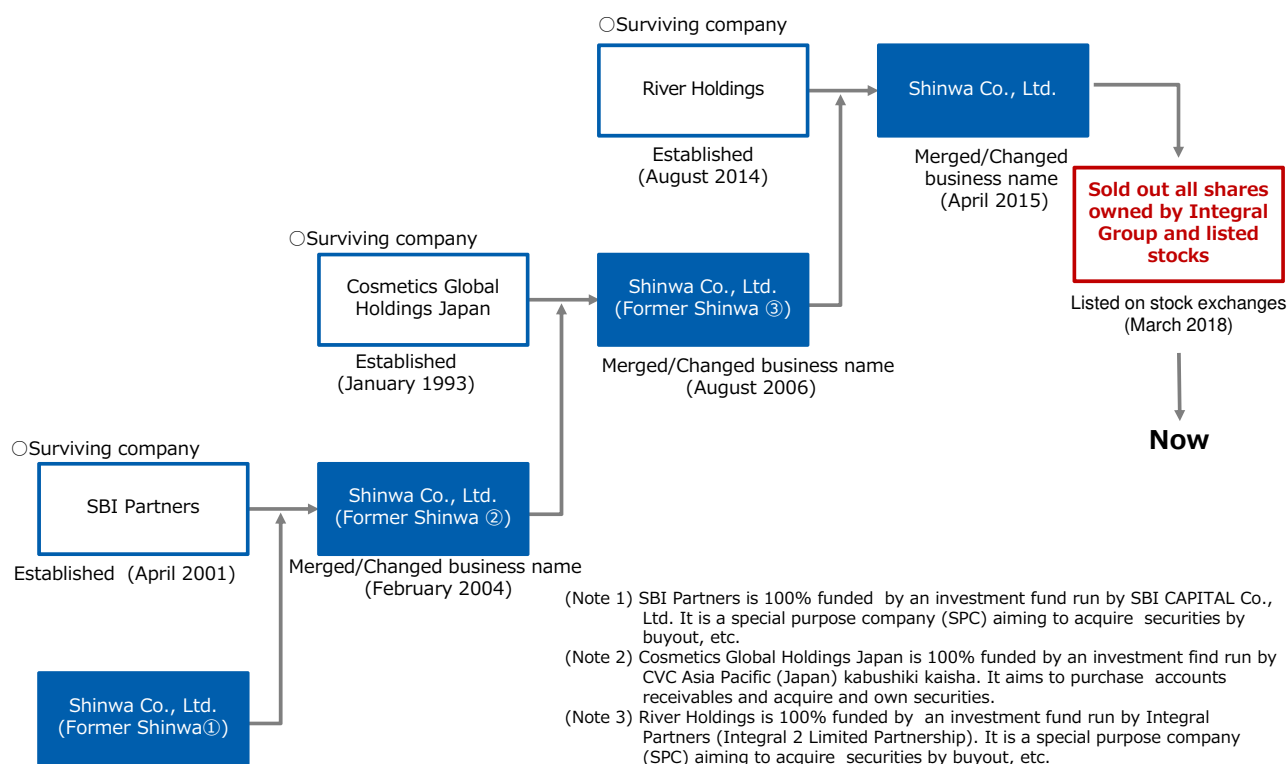 ○Surviving company
River Holdings
Established
(August 2014)
Shinwa Co., Ltd.
Merged/Changed
business name
(April 2015)
Sold out all shares
owned by Integral
Group and listed
stocks
Listed on stock exchanges
(March 2018)
Now
○Surviving company
Cosmetics Global
Holdings Japan
Established
(January 1993)
Shinwa Co., Ltd.
(Former Shinwa ③)
Merged/Changed business name
(August 2006)
○Surviving company
SBI Partners
Established (April 2001)
Shinwa Co., Ltd.
(Former Shinwa ②)
Merged/Changed business name
(February 2004)
Shinwa Co., Ltd.
(Former Shinwa①)
(Note 1) SBI Partners is 100% funded by an investment fund run by SBI CAPITAL Co.,
Ltd. It is a special purpose company (SPC) aiming to acquire securities by
buyout, etc.
(Note 2) Cosmetics Global Holdings Japan is 100% funded by an investment find run by
CVC Asia Pacific (Japan) kabushiki kaisha. It aims to purchase accounts
receivables and acquire and own securities.
(Note 3) River Holdings is 100% funded by an investment fund run by Integral
Partners (Integral 2 Limited Partnership). It is a special purpose company
(SPC) aiming to acquire securities by buyout, etc.